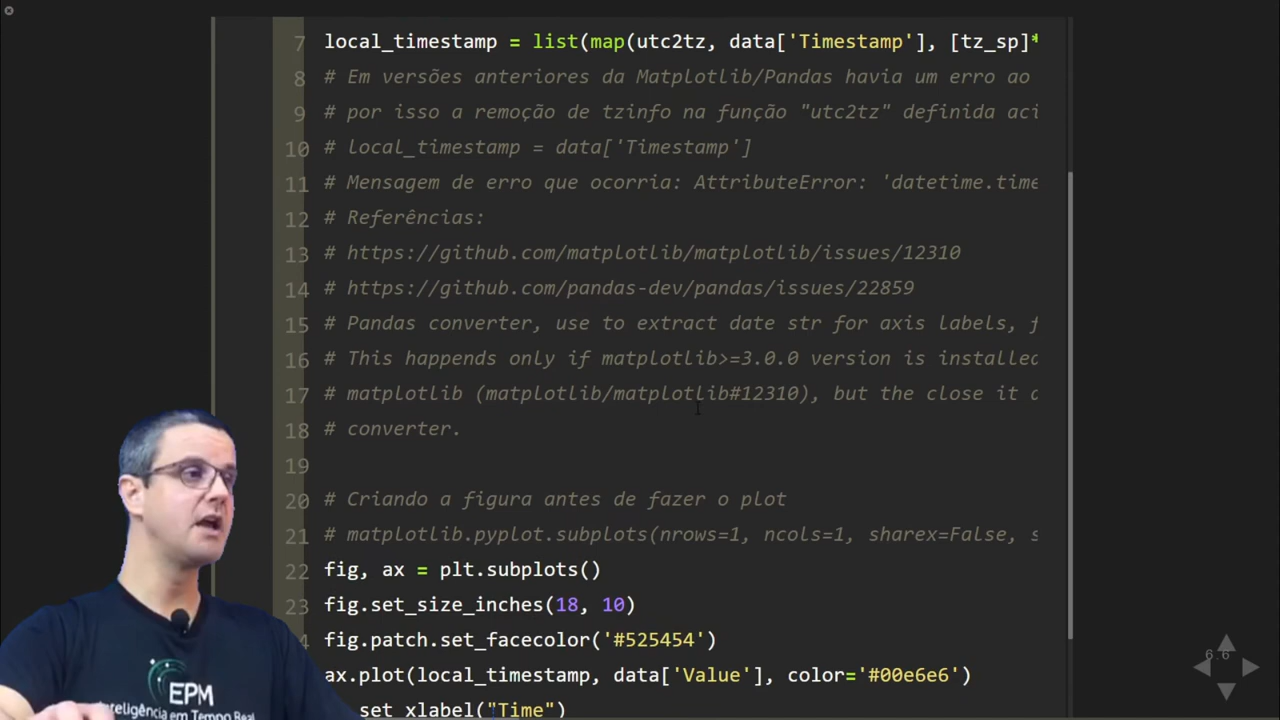 7 local_timestamp = list(map(utc2tz, data['Timestamp'], [tz_sp]*
8 # Em versões anteriores da Matplotlib/Pandas havia um erro ao
9 # por isso a remoção de tzinfo na função "utc2tz" definida aci
10 # local_timestamp = data['Timestamp']
11 # Mensagem de erro que ocorria: AttributeError: 'datetime.time
12 # Referências:
13 # https://github.com/matplotlib/matplotlib/issues/12310
14 # https://github.com/pandas-dev/pandas/issues/22859
15 # Pandas converter, use to extract date str for axis labels, f
16 # This happends only if matplotlib>=3.0.0 version is installed
17 # matplotlib (matplotlib/matplotlib#12310), but the close it a
18 # converter.
19
20 # Criando a figura antes de fazer o plot
21 # matplotlib.pyplot.subplots(nrows=1, ncols=1, sharex=False, s
22 fig, ax = plt.subplots()
23 fig.set_size_inches(18, 10)
fig.patch.set_facecolor('#525454')
ax.plot(local_timestamp, data['Value'], color='#00e6e6')
set_xlabel("Time")
EPM
Inteligência em Tempo Real
6.6